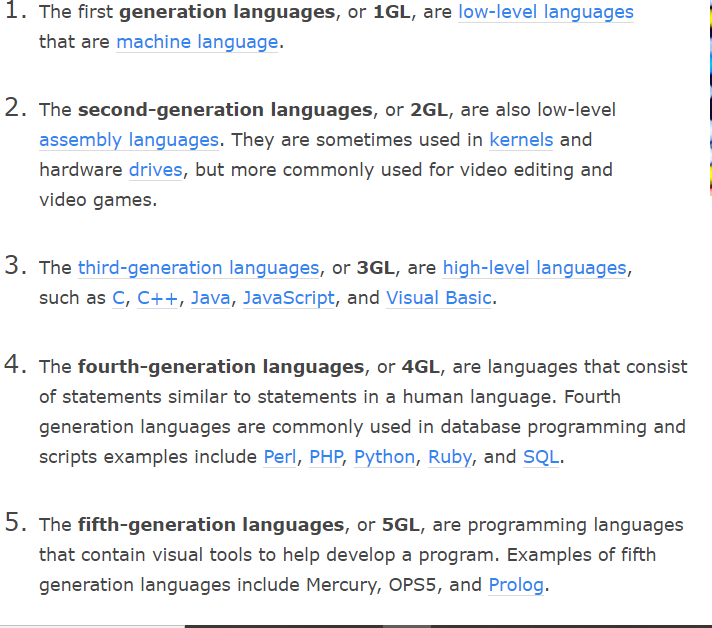 1. The first generation languages, or 1GL, are low-level languages
that are machine language.
2. The second-generation languages, or 2GL, are also low-level
assembly languages. They are sometimes used in kernels and
hardware drives, but more commonly used for video editing and
video games.
3. The third-generation languages, or 3GL, are high-level languages,
such as C, C++, Java, JavaScript, and Visual Basic.
4. The fourth-generation languages, or 4GL, are languages that consist
of statements similar to statements in a human language. Fourth
generation languages are commonly used in database programming and
scripts examples include Perl, PHP, Python, Ruby, and SQL.
5. The fifth-generation languages, or 5GL, are programming languages
that contain visual tools to help develop a program. Examples of fifth
generation languages include Mercury, OPS5, and Prolog.